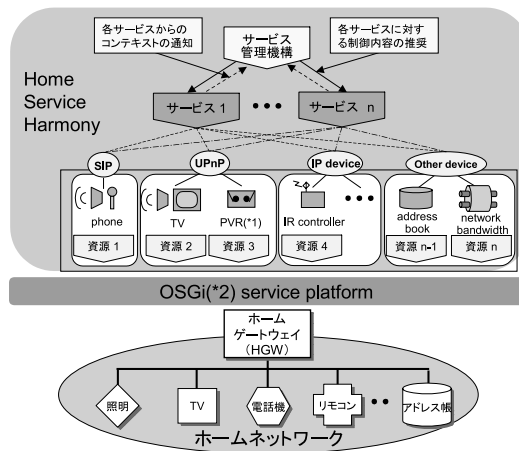 各サービスからの
コンテキストの通知
サービス
管理機構
各サービスに対す
る制御内容の推奨
Home
Service
Harmony
サービス 1
サービス n
SIP
UPnP
IP device
Other device
phone
TV
PVR(*1)
IR controller
address
book
network
bandwidth
資源 1
資源 2
資源 3
資源 4
資源 n-1
資源 n
OSGi(*2) service platform
ホーム
ゲートウェイ
(HGW)
照明
TV
電話機
リモコン
アドレス帳
ホームネットワーク